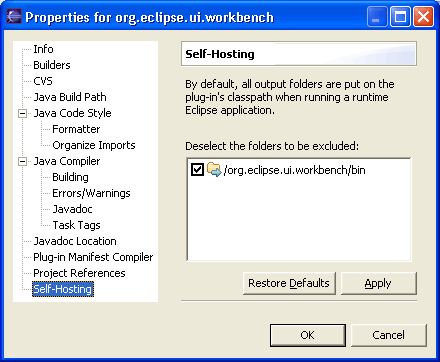 Properties for org.eclipse.ui.workbench
Info
Builders
CVS
Java Build Path
Java Code Style
Formatter
Organize Imports
Java Compiler
Building
Errors/Warnings
Javadoc
Task Tags
Javadoc Location
Plug-in Manifest Compiler
Project References
Self-Hosting
Self-Hosting
By default, all output folders are put on the
plug-in's classpath when running a runtime
Eclipse application.
Deselect the folders to be excluded:
/org.eclipse.ui.workbench/bin
Restore Defaults
Apply
OK
Cancel